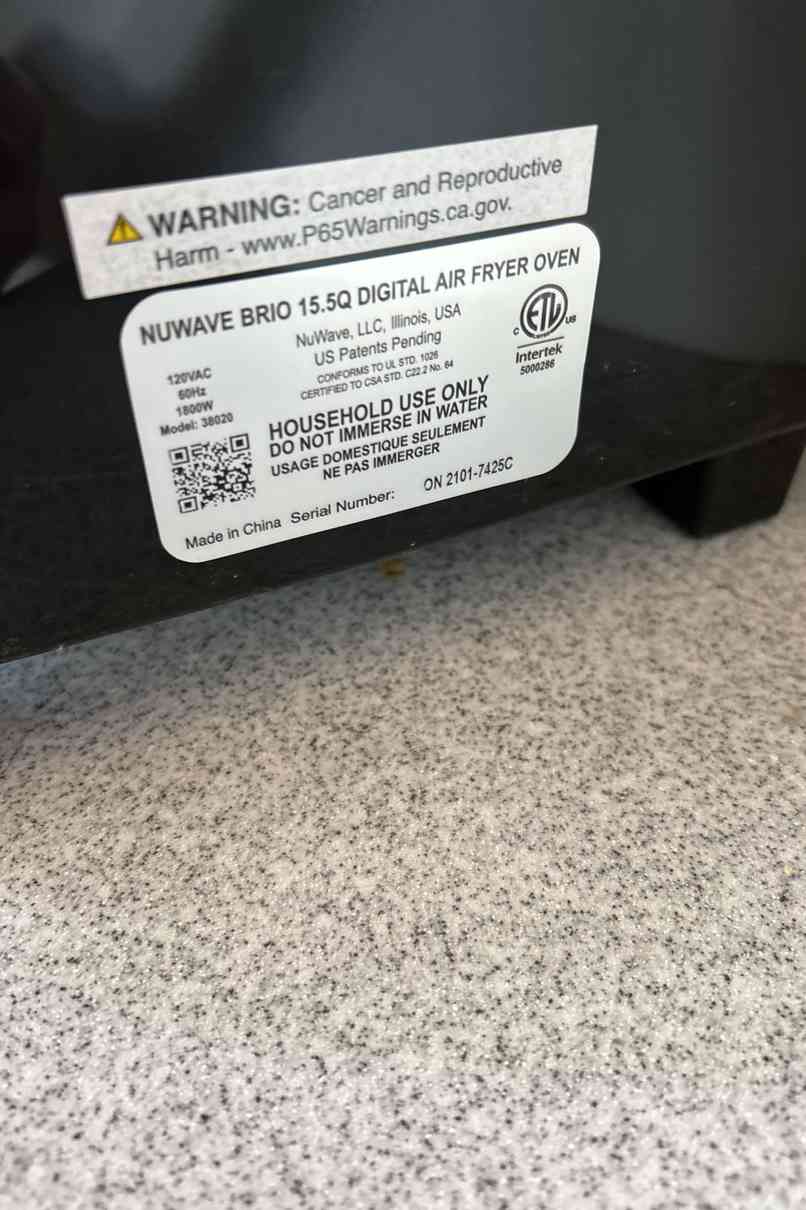 WARNING: Cancer and Reproductive
Harm - www.P65Warnings.ca.gov.
NUWAVE BRIO 15.5Q DIGITAL AIR FRYER OVEN
NuWave, LLC, Illinois, USA
US Patents Pending
CONFORMS TO UL STD. 1026
CERTIFIED TO CSA STD. C22.2 No. 64
120VAC
60Hz
1800W
Model: 38020
C ETL US
Intertek
5000286
HOUSEHOLD USE ONLY
DO NOT IMMERSE IN WATER
USAGE DOMESTIQUE SEULEMENT
NE PAS IMMERGER
Made in China Serial Number: ON 2101-7425C